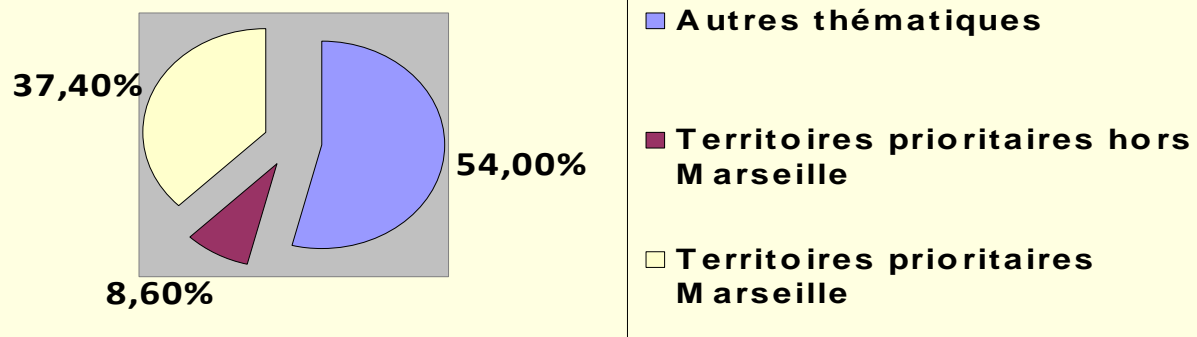 37,40%
54,00%
8,60%
Autres thématiques
Territoires prioritaires hors
Marseille
Territoires prioritaires
Marseille